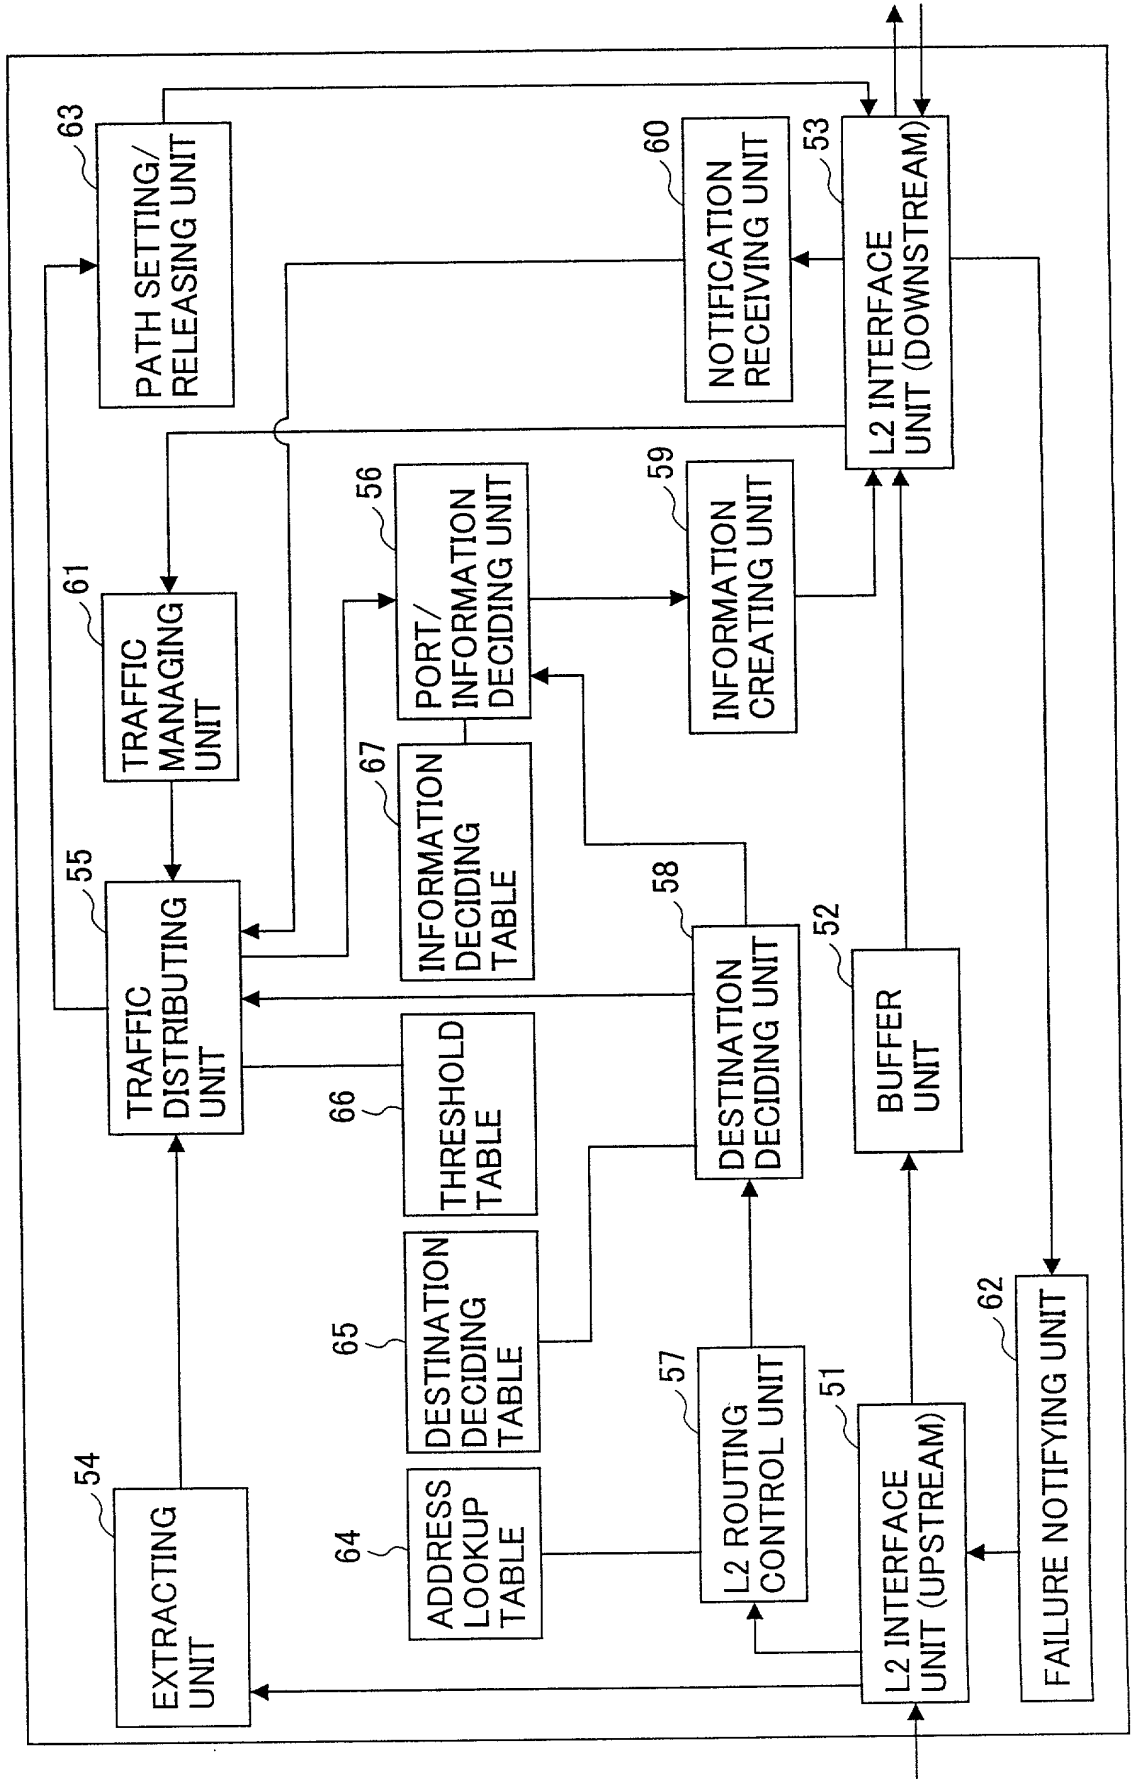 54
EXTRACTING
UNIT
55
TRAFFIC
DISTRIBUTING
UNIT
61
TRAFFIC
MANAGING
UNIT
63
PATH SETTING/
RELEASING UNIT
64
ADDRESS
LOOKUP
TABLE
65
DESTINATION
DECIDING
TABLE
66
THRESHOLD
TABLE
67
INFORMATION
DECIDING
TABLE
56
PORT/
INFORMATION
DECIDING UNIT
57
L2 ROUTING
CONTROL UNIT
58
DESTINATION
DECIDING UNIT
59
INFORMATION
CREATING UNIT
60
NOTIFICATION
RECEIVING UNIT
51
L2 INTERFACE
UNIT (UPSTREAM)
52
BUFFER
UNIT
53
L2 INTERFACE
UNIT (DOWNSTREAM)
62
FAILURE NOTIFYING UNIT